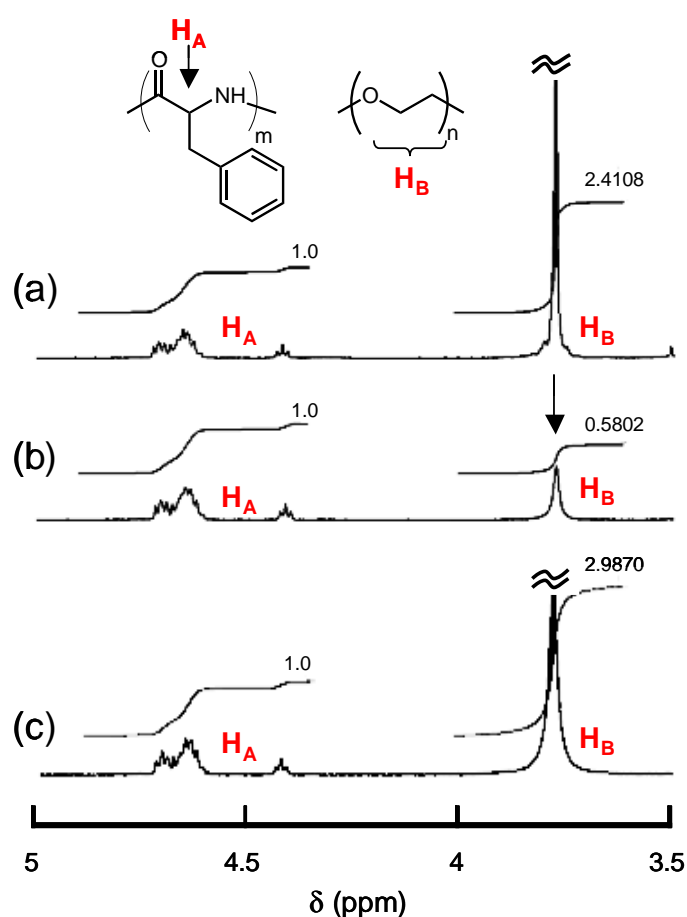 H_A
O
NH
m
O
n
H_B
2.4108
1.0
(a)
H_A
H_B
0.5802
1.0
(b)
H_A
H_B
2.9870
1.0
(c)
H_A
H_B
5
4.5
4
3.5
δ (ppm)